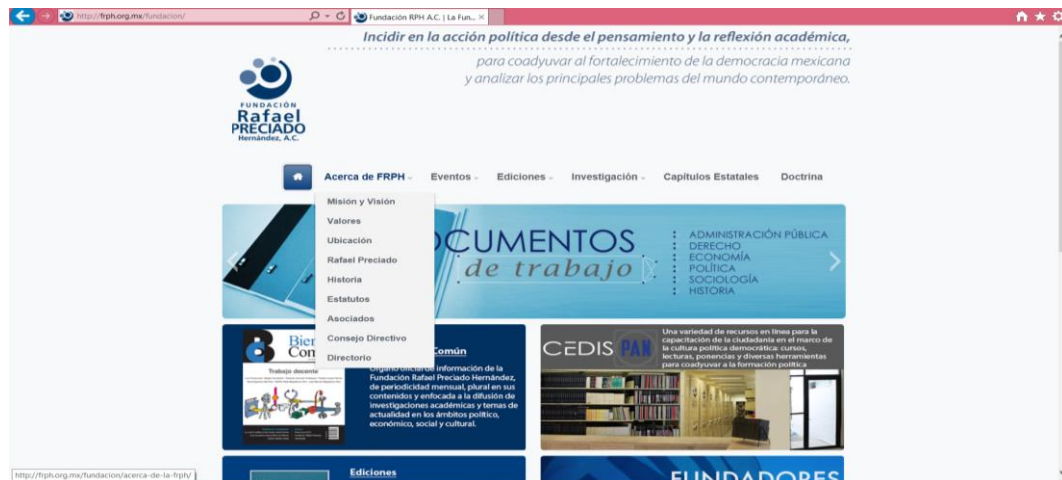 http://frph.org.mx/fundacion/
Fundación RPH A.C. | La Fun...
Incidir en la acción política desde el pensamiento y la reflexión académica,
para coadyuvar al fortalecimiento de la democracia mexicana
y analizar los principales problemas del mundo contemporáneo.
FUNDACIÓN
Rafael
PRECIADO
Hernández, A.C.
Acerca de FRPH Eventos Ediciones Investigación Capítulos Estatales Doctrina
Misión y Visión
Valores
Ubicación
Rafael Preciado
Historia
Estatutos
Asociados
Consejo Directivo
Directorio
OCUMENTOS
de trabajo
ADMINISTRACIÓN PÚBLICA
DERECHO
ECONOMÍA
POLÍTICA
SOCIOLOGÍA
HISTORIA
Bien
Com
Trabajo decente
Común
Órgano oficial de información de la
Fundación Rafael Preciado Hernández,
de periodicidad mensual, plural en sus
contenidos y enfocada a la difusión de
investigaciones académicas y temas de
actualidad en los ámbitos político,
económico, social y cultural.
CEDIS PAN
Una variedad de recursos en línea para la
capacitación de la ciudadanía en el marco de
la cultura política democrática: cursos,
lecturas, ponencias y diversas herramientas
para coadyuvar a la formación política
Ediciones
FUNDADORES
http://frph.org.mx/fundacion/acerca-de-la-frph/